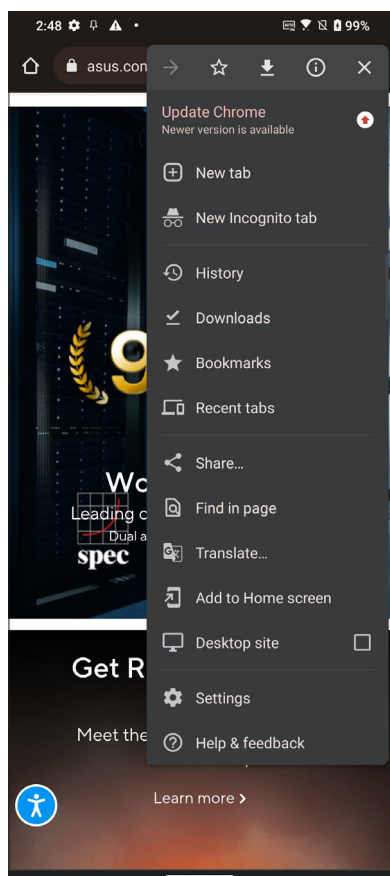 2:48
99%
asus.con
Update Chrome
Newer version is available
New tab
New Incognito tab
History
Downloads
Bookmarks
Recent tabs
Share...
Find in page
Translate...
Add to Home screen
Desktop site
Settings
Help & feedback
(9
Wo
Leading c
Dual a
spec
Get R
Meet the
Learn more >